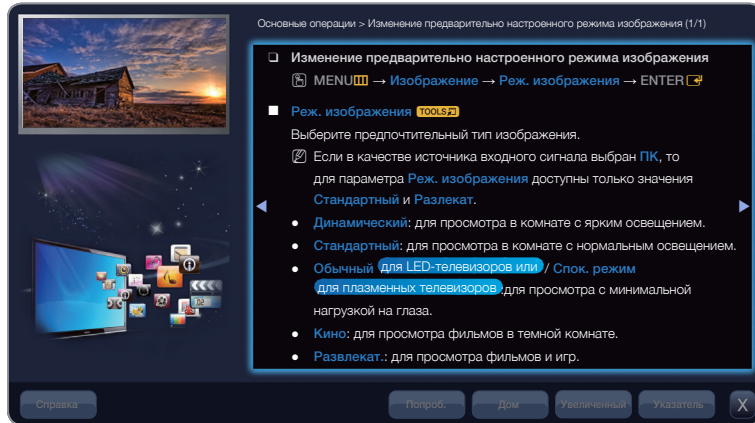 Основные операции > Изменение предварительно настроенного режима изображения (1/1)
❑ Изменение предварительно настроенного режима изображения
MENU → Изображение → Реж. изображения → ENTER
■ Реж. изображения TOOLS
Выберите предпочтительный тип изображения.
Если в качестве источника входного сигнала выбран ПК, то
для параметра Реж. изображения доступны только значения
Стандартный и Разлекат.
● Динамический: для просмотра в комнате с ярким освещением.
● Стандартный: для просмотра в комнате с нормальным освещением.
● Обычный для LED-телевизоров или / Спок. режим
для плазменных телевизоров :для просмотра с минимальной
нагрузкой на глаза.
● Кино: для просмотра фильмов в темной комнате.
● Развлекат.: для просмотра фильмов и игр.
Справка Попроб. Дом Увеличенный Указатель X